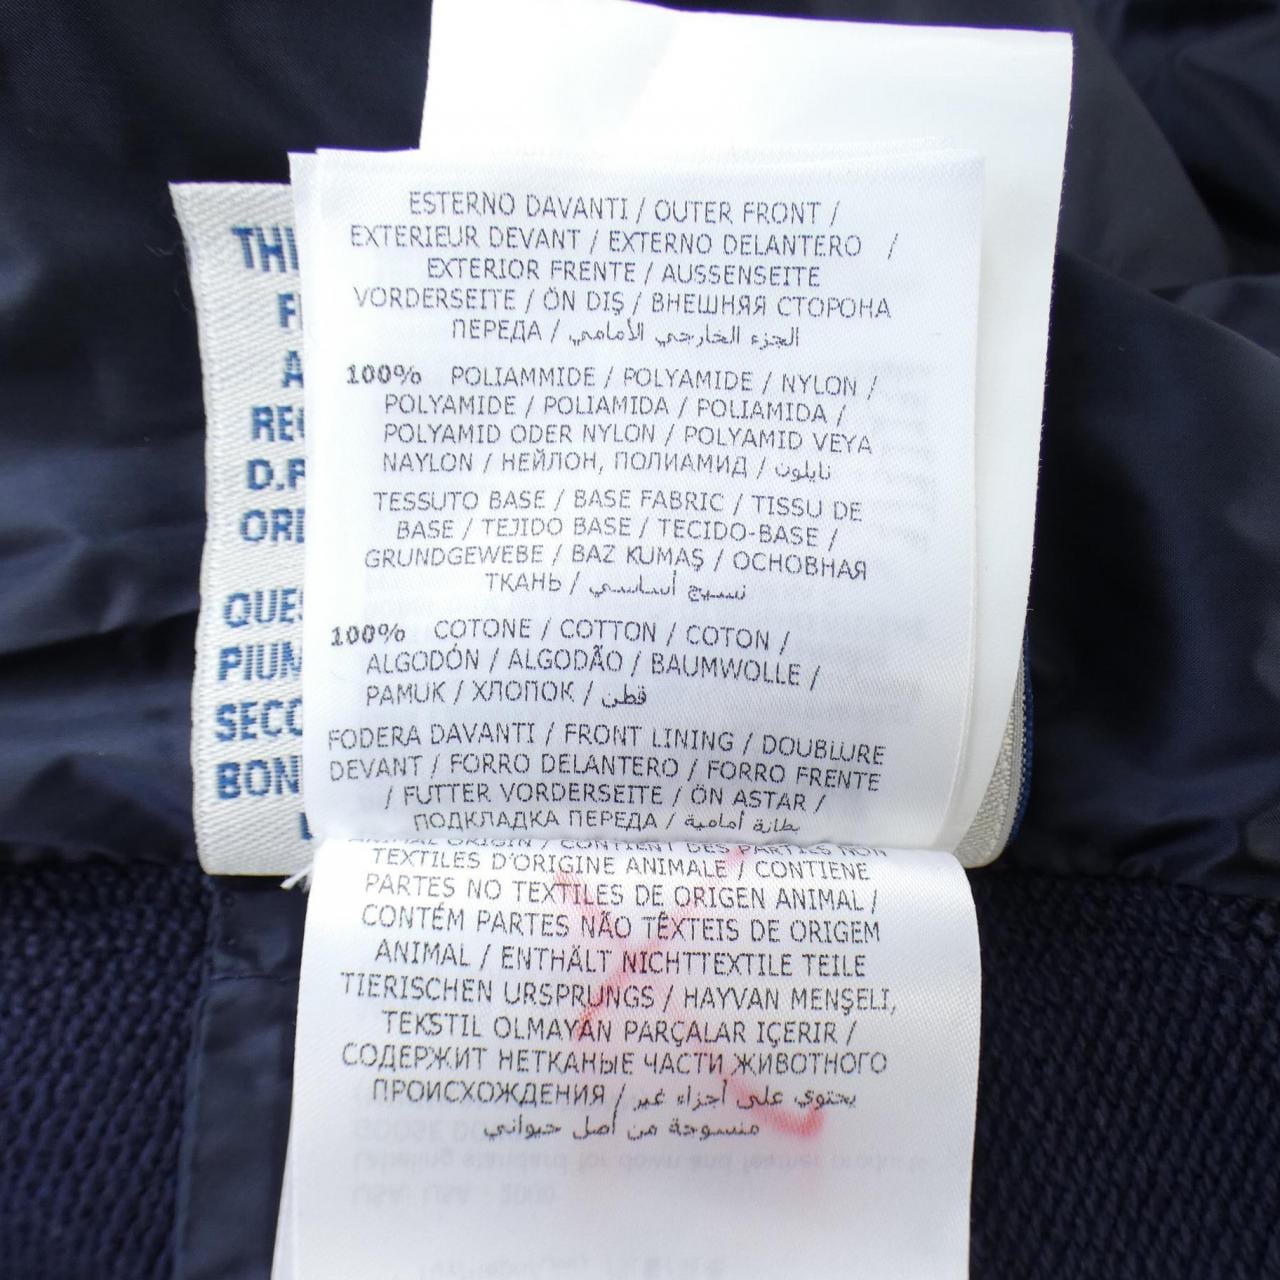 THI
F
A
RE
D.F
ORI
QUES
PIUM
SECO
BON
ESTERNO DAVANTI / OUTER FRONT /
EXTERIEUR DEVANT / EXTERNO DELANTERO /
EXTERIOR FRENTE / AUSSENSEITE
VORDERSEITE / ÖN DIŞ / ВНЕШНЯЯ СТОРОНА
ПЕРЕДА / الجزء الخارجي الأمامي
100% POLIAMMIDE / POLYAMIDE / NYLON /
POLYAMIDE / POLIAMIDA / POLIAMIDA /
POLYAMID ODER NYLON / POLYAMID VEYA
NAYLON / НЕЙЛОН, ПОЛИАМИД / نايلون
TESSUTO BASE / BASE FABRIC / TISSU DE
BASE / TEJIDO BASE / TECIDO-BASE /
GRUNDGEWEBE / BAZ KUMAŞ / ОСНОВНАЯ
ТКАНЬ / نسيج أساسي
100% COTONE / COTTON / COTON /
ALGODÓN / ALGODÃO / BAUMWOLLE /
PAMUK / ХЛОПОК / قطن
FODERA DAVANTI / FRONT LINING / DOUBLURE
DEVANT / FORRO DELANTERO / FORRO FRENTE
/ FUTTER VORDERSEITE / ÖN ASTAR /
ПОДКЛАДКА ПЕРЕДА / بطانة أمامية
ANIMAL ORIGIN / CONTIENT DES PARTIES NON
TEXTILES D'ORIGINE ANIMALE / CONTIENE
PARTES NO TEXTILES DE ORIGEN ANIMAL /
CONTÉM PARTES NÃO TÊXTEIS DE ORIGEM
ANIMAL / ENTHÄLT NICHTTEXTILE TEILE
TIERISCHEN URSPRUNGS / HAYVAN MENŞELI,
TEKSTIL OLMAYAN PARÇALAR IÇERIR /
СОДЕРЖИТ НЕТКАНЫЕ ЧАСТИ ЖИВОТНОГО
ПРОИСХОЖДЕНИЯ / يحتوي على أجزاء غير
منسوجة من أصل حيواني